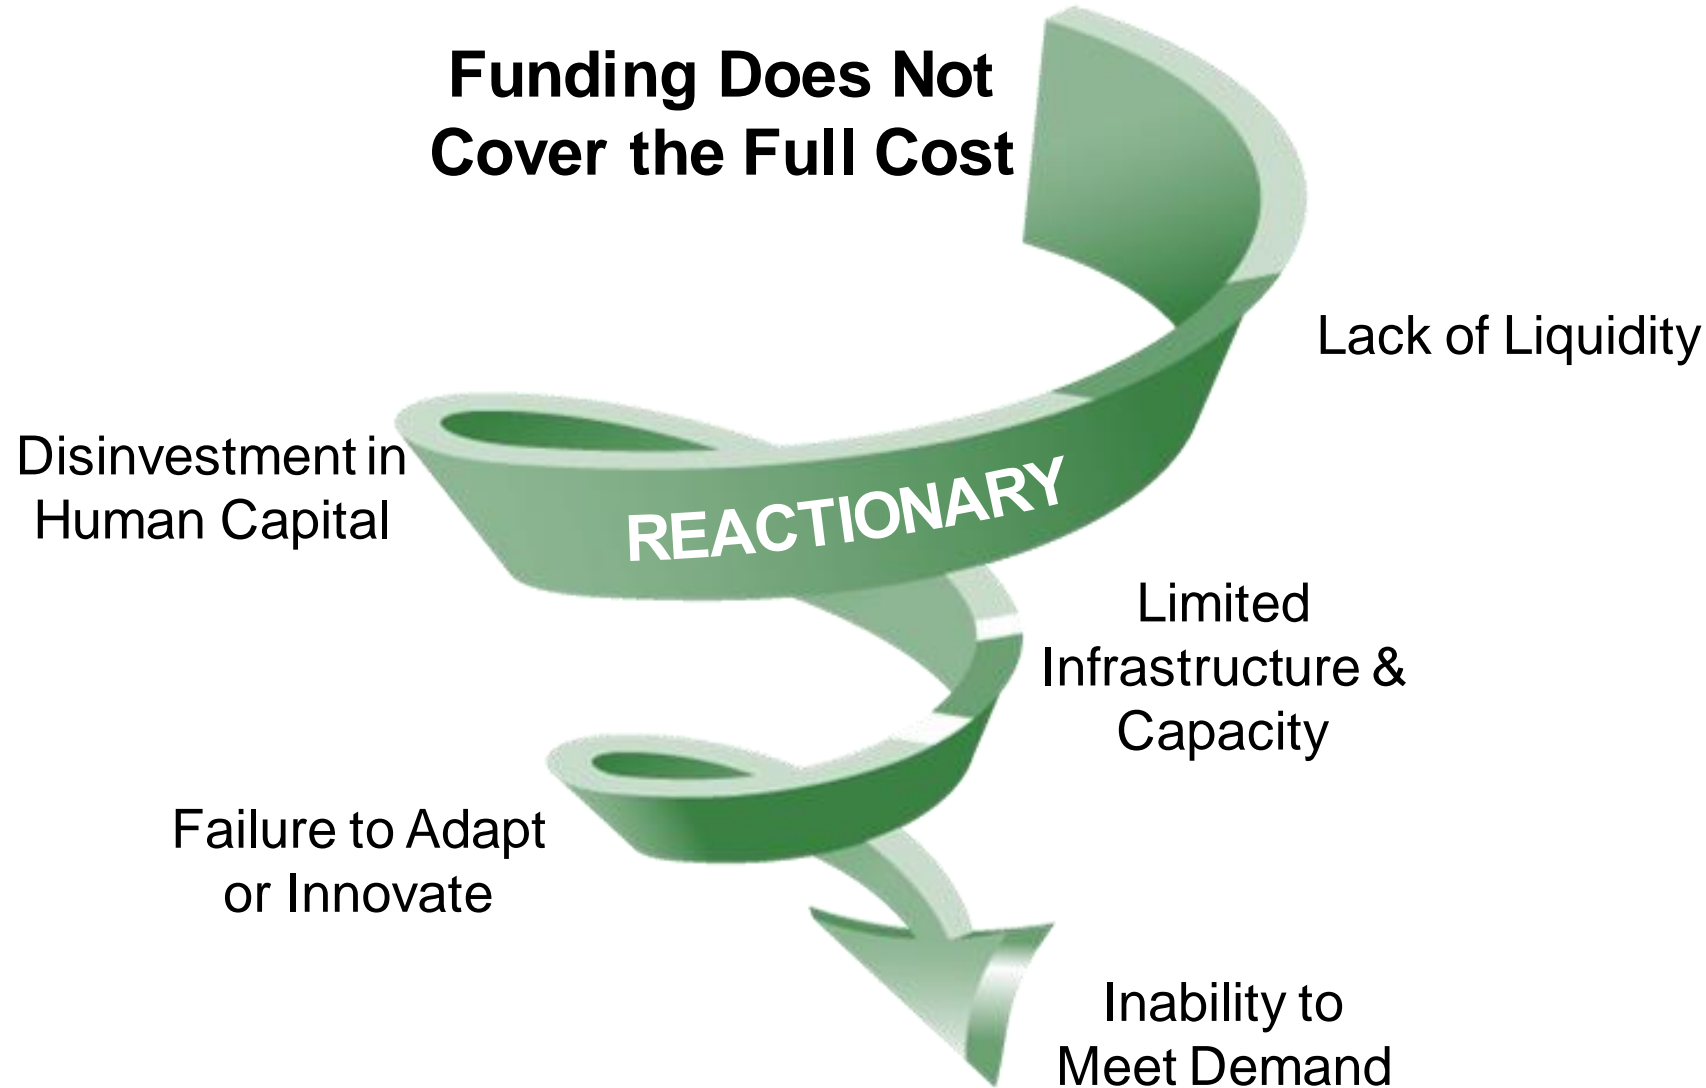 Funding Does Not
Cover the Full Cost
Lack of Liquidity
Disinvestment in
Human Capital
REACTIONARY
Limited
Infrastructure &
Capacity
Failure to Adapt
or Innovate
Inability to
Meet Demand